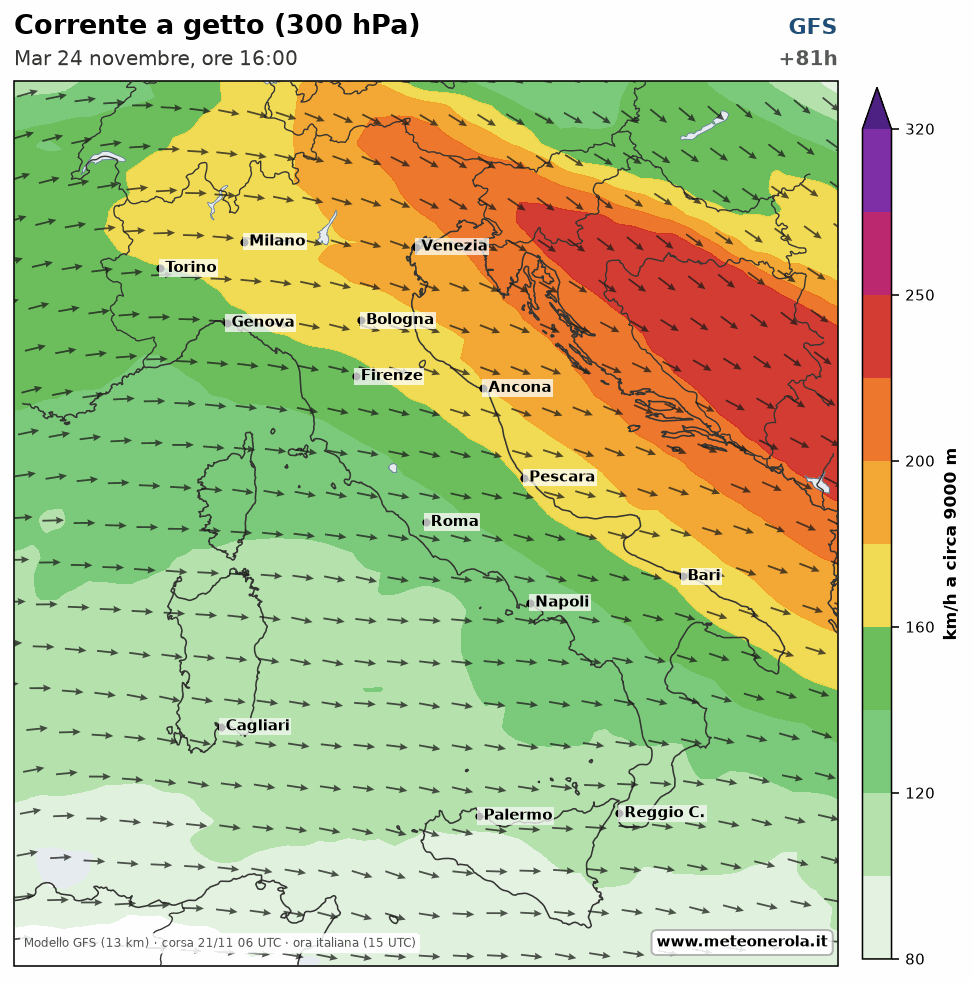 Corrente a getto (300 hPa)
GFS
Mar 24 novembre, ore 16:00
+81h
Milano
Venezia
Torino
Genova
Bologna
Firenze
Ancona
Pescara
Roma
Bari
Napoli
Cagliari
Palermo
Reggio C.
320
250
200
160
120
80
km/h a circa 9000 m
Modello GFS (13 km) · corsa 21/11 06 UTC · ora italiana (15 UTC)
www.meteonerola.it